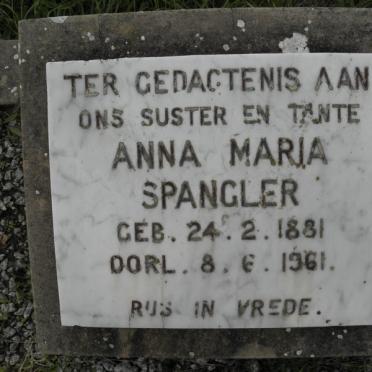 TER GEDACTENIS AAN
ONS SUSTER EN TANTE
ANNA MARIA
SPANGLER
GEB. 24. 2. 1881
OORL. 8. 6. 1961.
RUS IN VREDE.